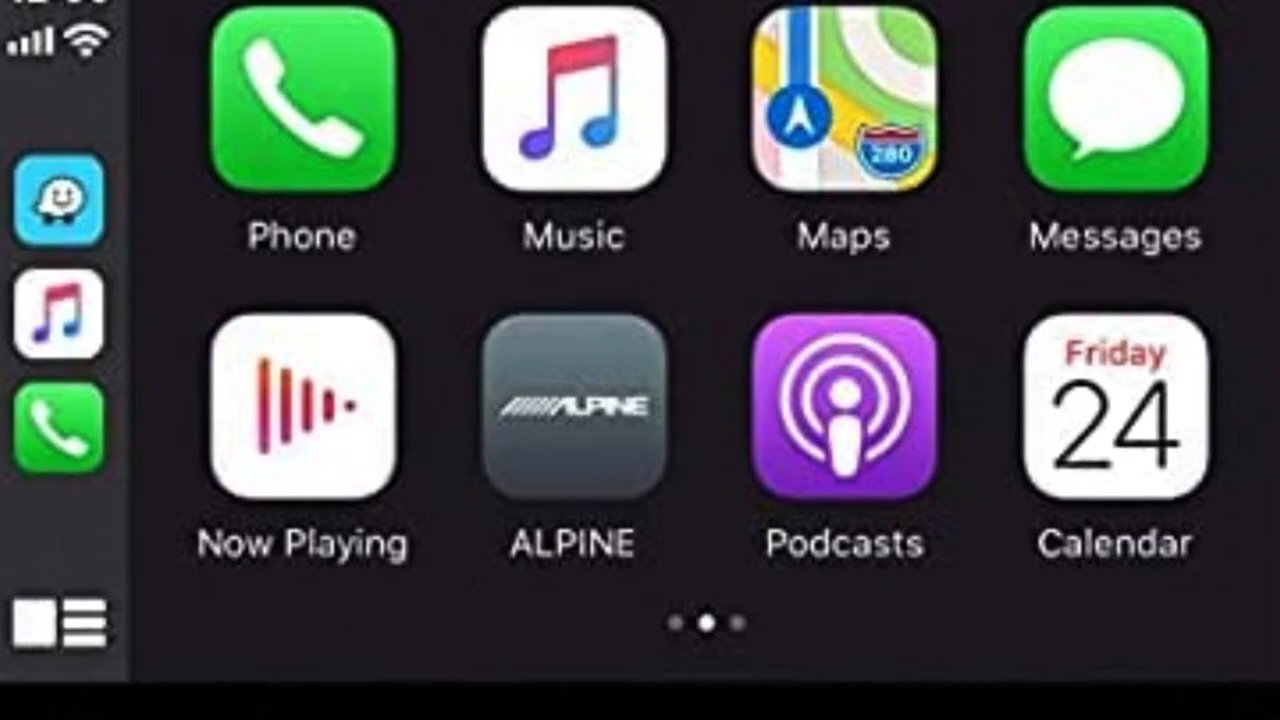 Phone
Music
Maps
Messages
280
Friday
24
ALPINE
Now Playing
ALPINE
Podcasts
Calendar